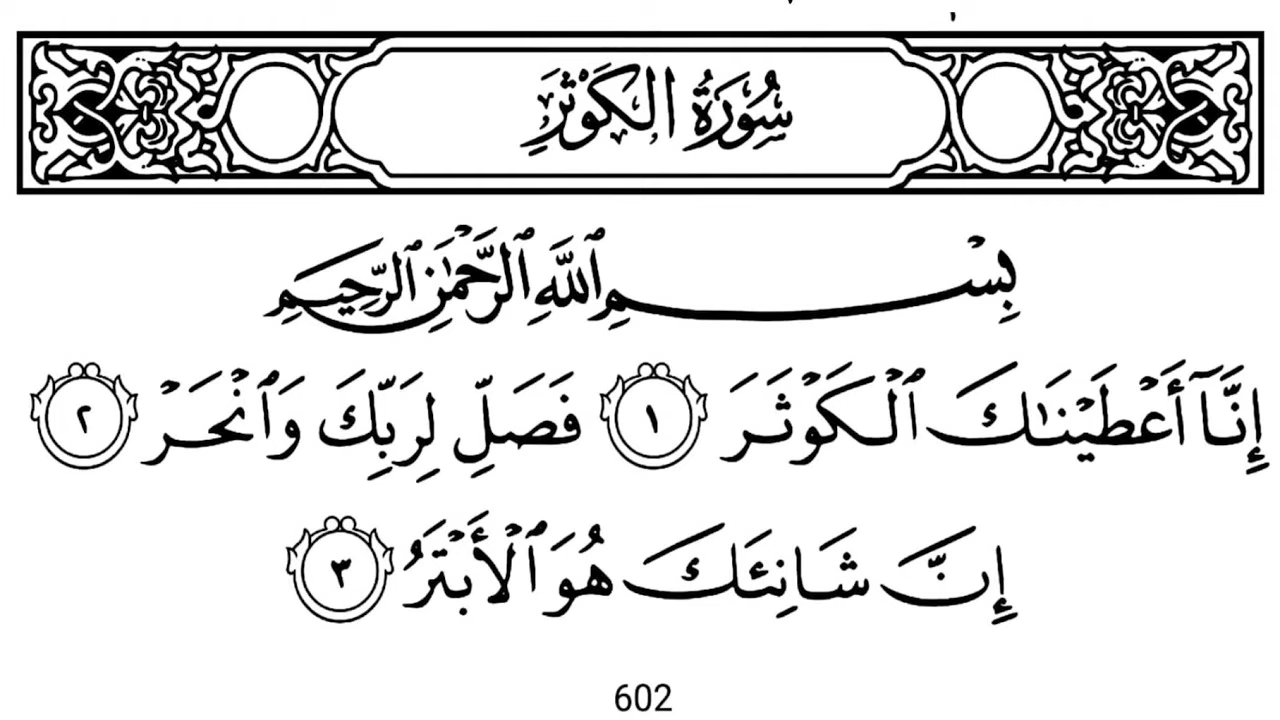 سُورَةُ الكَوْثَرِ
بِسْمِ ٱللَّهِ ٱلرَّحْمَٰنِ ٱلرَّحِيمِ
إِنَّآ أَعْطَيْنَٰكَ ٱلْكَوْثَرَ ١ فَصَلِّ لِرَبِّكَ وَٱنْحَرْ ٢
إِنَّ شَانِئَكَ هُوَ ٱلْأَبْتَرُ ٣
602